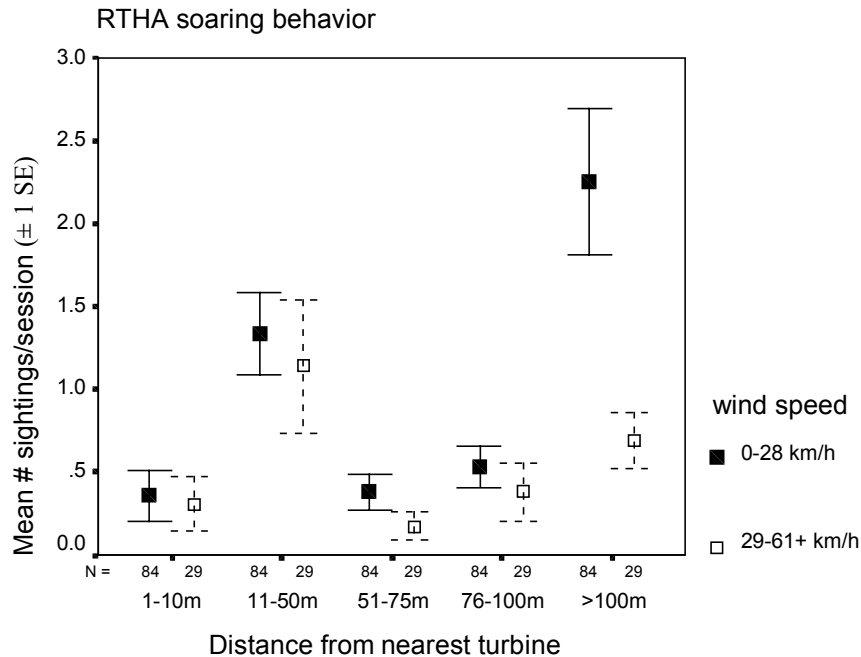 RTHA soaring behavior
Mean # sightings/session (± 1 SE)
3.0
2.5
2.0
1.5
1.0
.5
0.0
N = 84 29 84 29 84 29 84 29 84 29
1-10m 11-50m 51-75m 76-100m >100m
Distance from nearest turbine
wind speed
0-28 km/h
29-61+ km/h